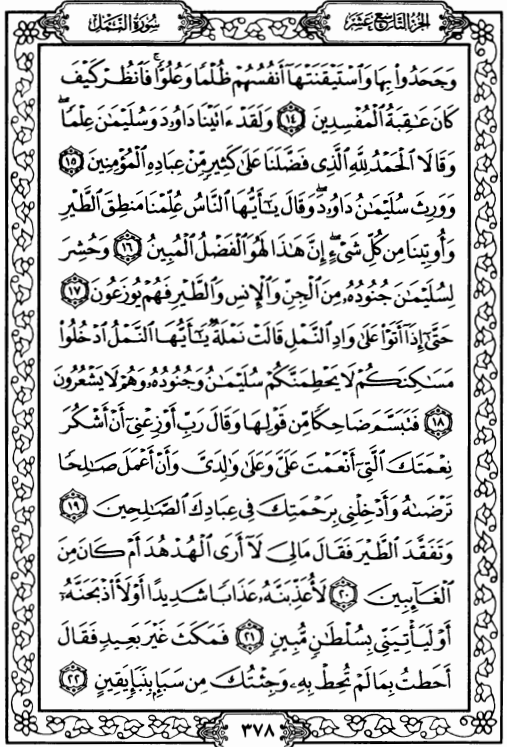 الجزء التاسع عشر
سورة النمل
وَجَحَدُوا۟ بِهَا وَٱسْتَيْقَنَتْهَآ أَنفُسُهُمْ ظُلْمًا وَعُلُوًّا ۚ فَٱنظُرْ كَيْفَ
كَانَ عَـٰقِبَةُ ٱلْمُفْسِدِينَ ١٤ وَلَقَدْ ءَاتَيْنَا دَاوُۥدَ وَسُلَيْمَـٰنَ عِلْمًا ۖ
وَقَالَا ٱلْحَمْدُ لِلَّهِ ٱلَّذِى فَضَّلَنَا عَلَىٰ كَثِيرٍ مِّنْ عِبَادِهِ ٱلْمُؤْمِنِينَ ١٥
وَوَرِثَ سُلَيْمَـٰنُ دَاوُۥدَ ۖ وَقَالَ يَـٰٓأَيُّهَا ٱلنَّاسُ عُلِّمْنَا مَنطِقَ ٱلطَّيْرِ
وَأُوتِينَا مِن كُلِّ شَىْءٍ ۖ إِنَّ هَـٰذَا لَهُوَ ٱلْفَضْلُ ٱلْمُبِينُ ١٦ وَحُشِرَ
لِسُلَيْمَـٰنَ جُنُودُهُۥ مِنَ ٱلْجِنِّ وَٱلْإِنسِ وَٱلطَّيْرِ فَهُمْ يُوزَعُونَ ١٧
حَتَّىٰٓ إِذَآ أَتَوْا۟ عَلَىٰ وَادِ ٱلنَّمْلِ قَالَتْ نَمْلَةٌ يَـٰٓأَيُّهَا ٱلنَّمْلُ ٱدْخُلُوا۟
مَسَـٰكِنَكُمْ لَا يَحْطِمَنَّكُمْ سُلَيْمَـٰنُ وَجُنُودُهُۥ وَهُمْ لَا يَشْعُرُونَ
١٨ فَتَبَسَّمَ ضَاحِكًا مِّن قَوْلِهَا وَقَالَ رَبِّ أَوْزِعْنِىٓ أَنْ أَشْكُرَ
نِعْمَتَكَ ٱلَّتِىٓ أَنْعَمْتَ عَلَىَّ وَعَلَىٰ وَٰلِدَىَّ وَأَنْ أَعْمَلَ صَـٰلِحًا
تَرْضَىٰهُ وَأَدْخِلْنِى بِرَحْمَتِكَ فِى عِبَادِكَ ٱلصَّـٰلِحِينَ ١٩
وَتَفَقَّدَ ٱلطَّيْرَ فَقَالَ مَالِىَ لَآ أَرَى ٱلْهُدْهُدَ أَمْ كَانَ مِنَ
ٱلْغَآئِبِينَ ٢٠ لَأُعَذِّبَنَّهُۥ عَذَابًا شَدِيدًا أَوْ لَأَا۟ذْبَحَنَّهُۥٓ
أَوْ لَيَأْتِيَنِّى بِسُلْطَـٰنٍ مُّبِينٍ ٢١ فَمَكَثَ غَيْرَ بَعِيدٍ فَقَالَ
أَحَطتُ بِمَا لَمْ تُحِطْ بِهِۦ وَجِئْتُكَ مِن سَبَإٍۭ بِنَبَإٍ يَقِينٍ ٢٢
٣٧٨